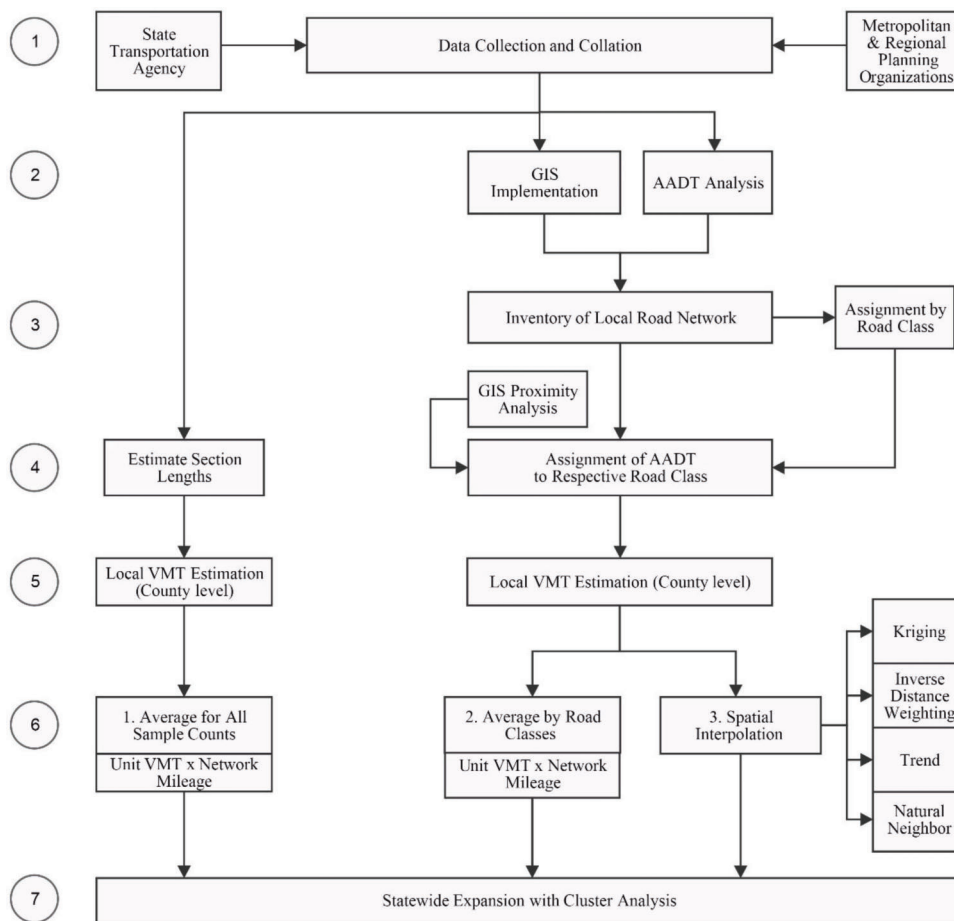 1
State
Transportation
Agency
Data Collection and Collation
Metropolitan
& Regional
Planning
Organizations
2
GIS
Implementation
AADT Analysis
3
Inventory of Local Road Network
Assignment by
Road Class
GIS Proximity
Analysis
4
Estimate Section
Lengths
Assignment of AADT
to Respective Road Class
5
Local VMT Estimation
(County level)
Local VMT Estimation (County level)
6
1. Average for All
Sample Counts
Unit VMT x Network
Mileage
2. Average by Road
Classes
Unit VMT x Network
Mileage
3. Spatial
Interpolation
Kriging
Inverse
Distance
Weighting
Trend
Natural
Neighbor
7
Statewide Expansion with Cluster Analysis